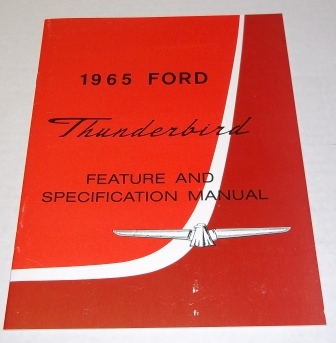 1965 FORD
Thunderbird
FEATURE AND
SPECIFICATION MANUAL